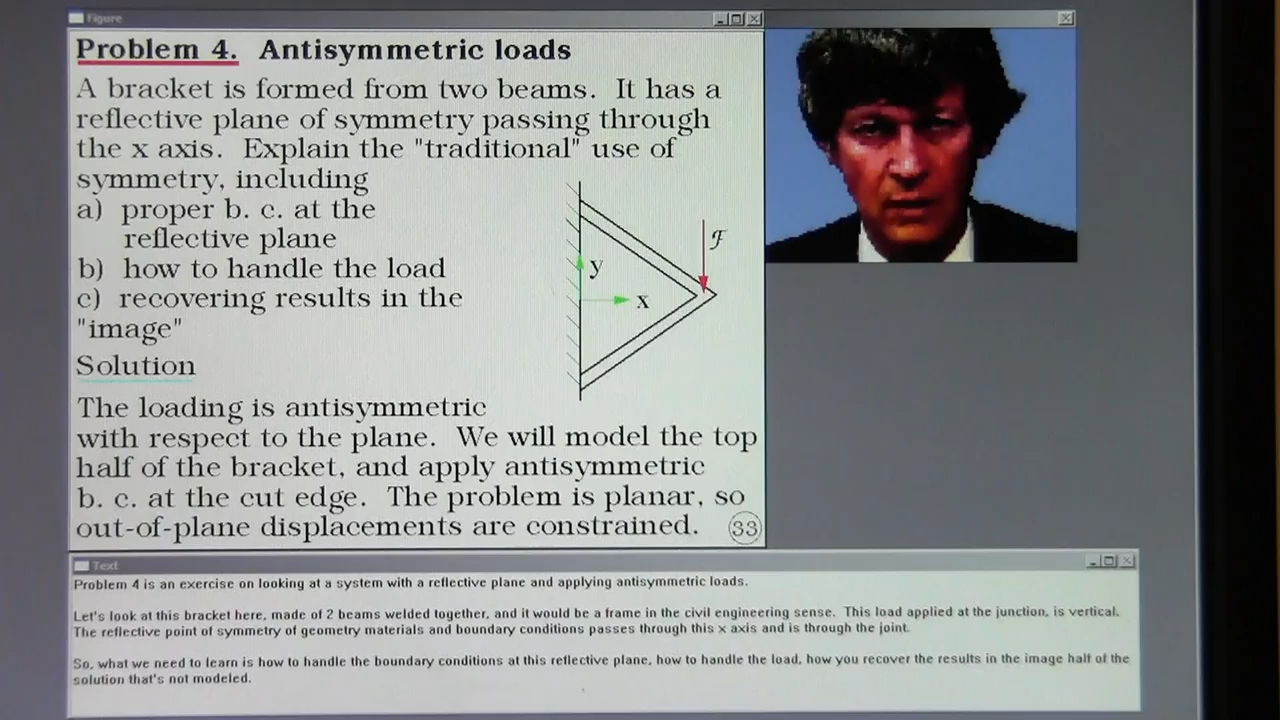 Figure
Problem 4. Antisymmetric loads
A bracket is formed from two beams. It has a
reflective plane of symmetry passing through
the x axis. Explain the "traditional" use of
symmetry, including
a) proper b. c. at the
reflective plane
b) how to handle the load
c) recovering results in the
"image"
ℱ
y
x
Solution
The loading is antisymmetric
with respect to the plane. We will model the top
half of the bracket, and apply antisymmetric
b. c. at the cut edge. The problem is planar, so
out-of-plane displacements are constrained.
33
Text
Problem 4 is an exercise on looking at a system with a reflective plane and applying antisymmetric loads.
Let's look at this bracket here, made of 2 beams welded together, and it would be a frame in the civil engineering sense. This load applied at the junction, is vertical.
The reflective point of symmetry of geometry materials and boundary conditions passes through this x axis and is through the joint.
So, what we need to learn is how to handle the boundary conditions at this reflective plane, how to handle the load, how you recover the results in the image half of the
solution that's not modeled.